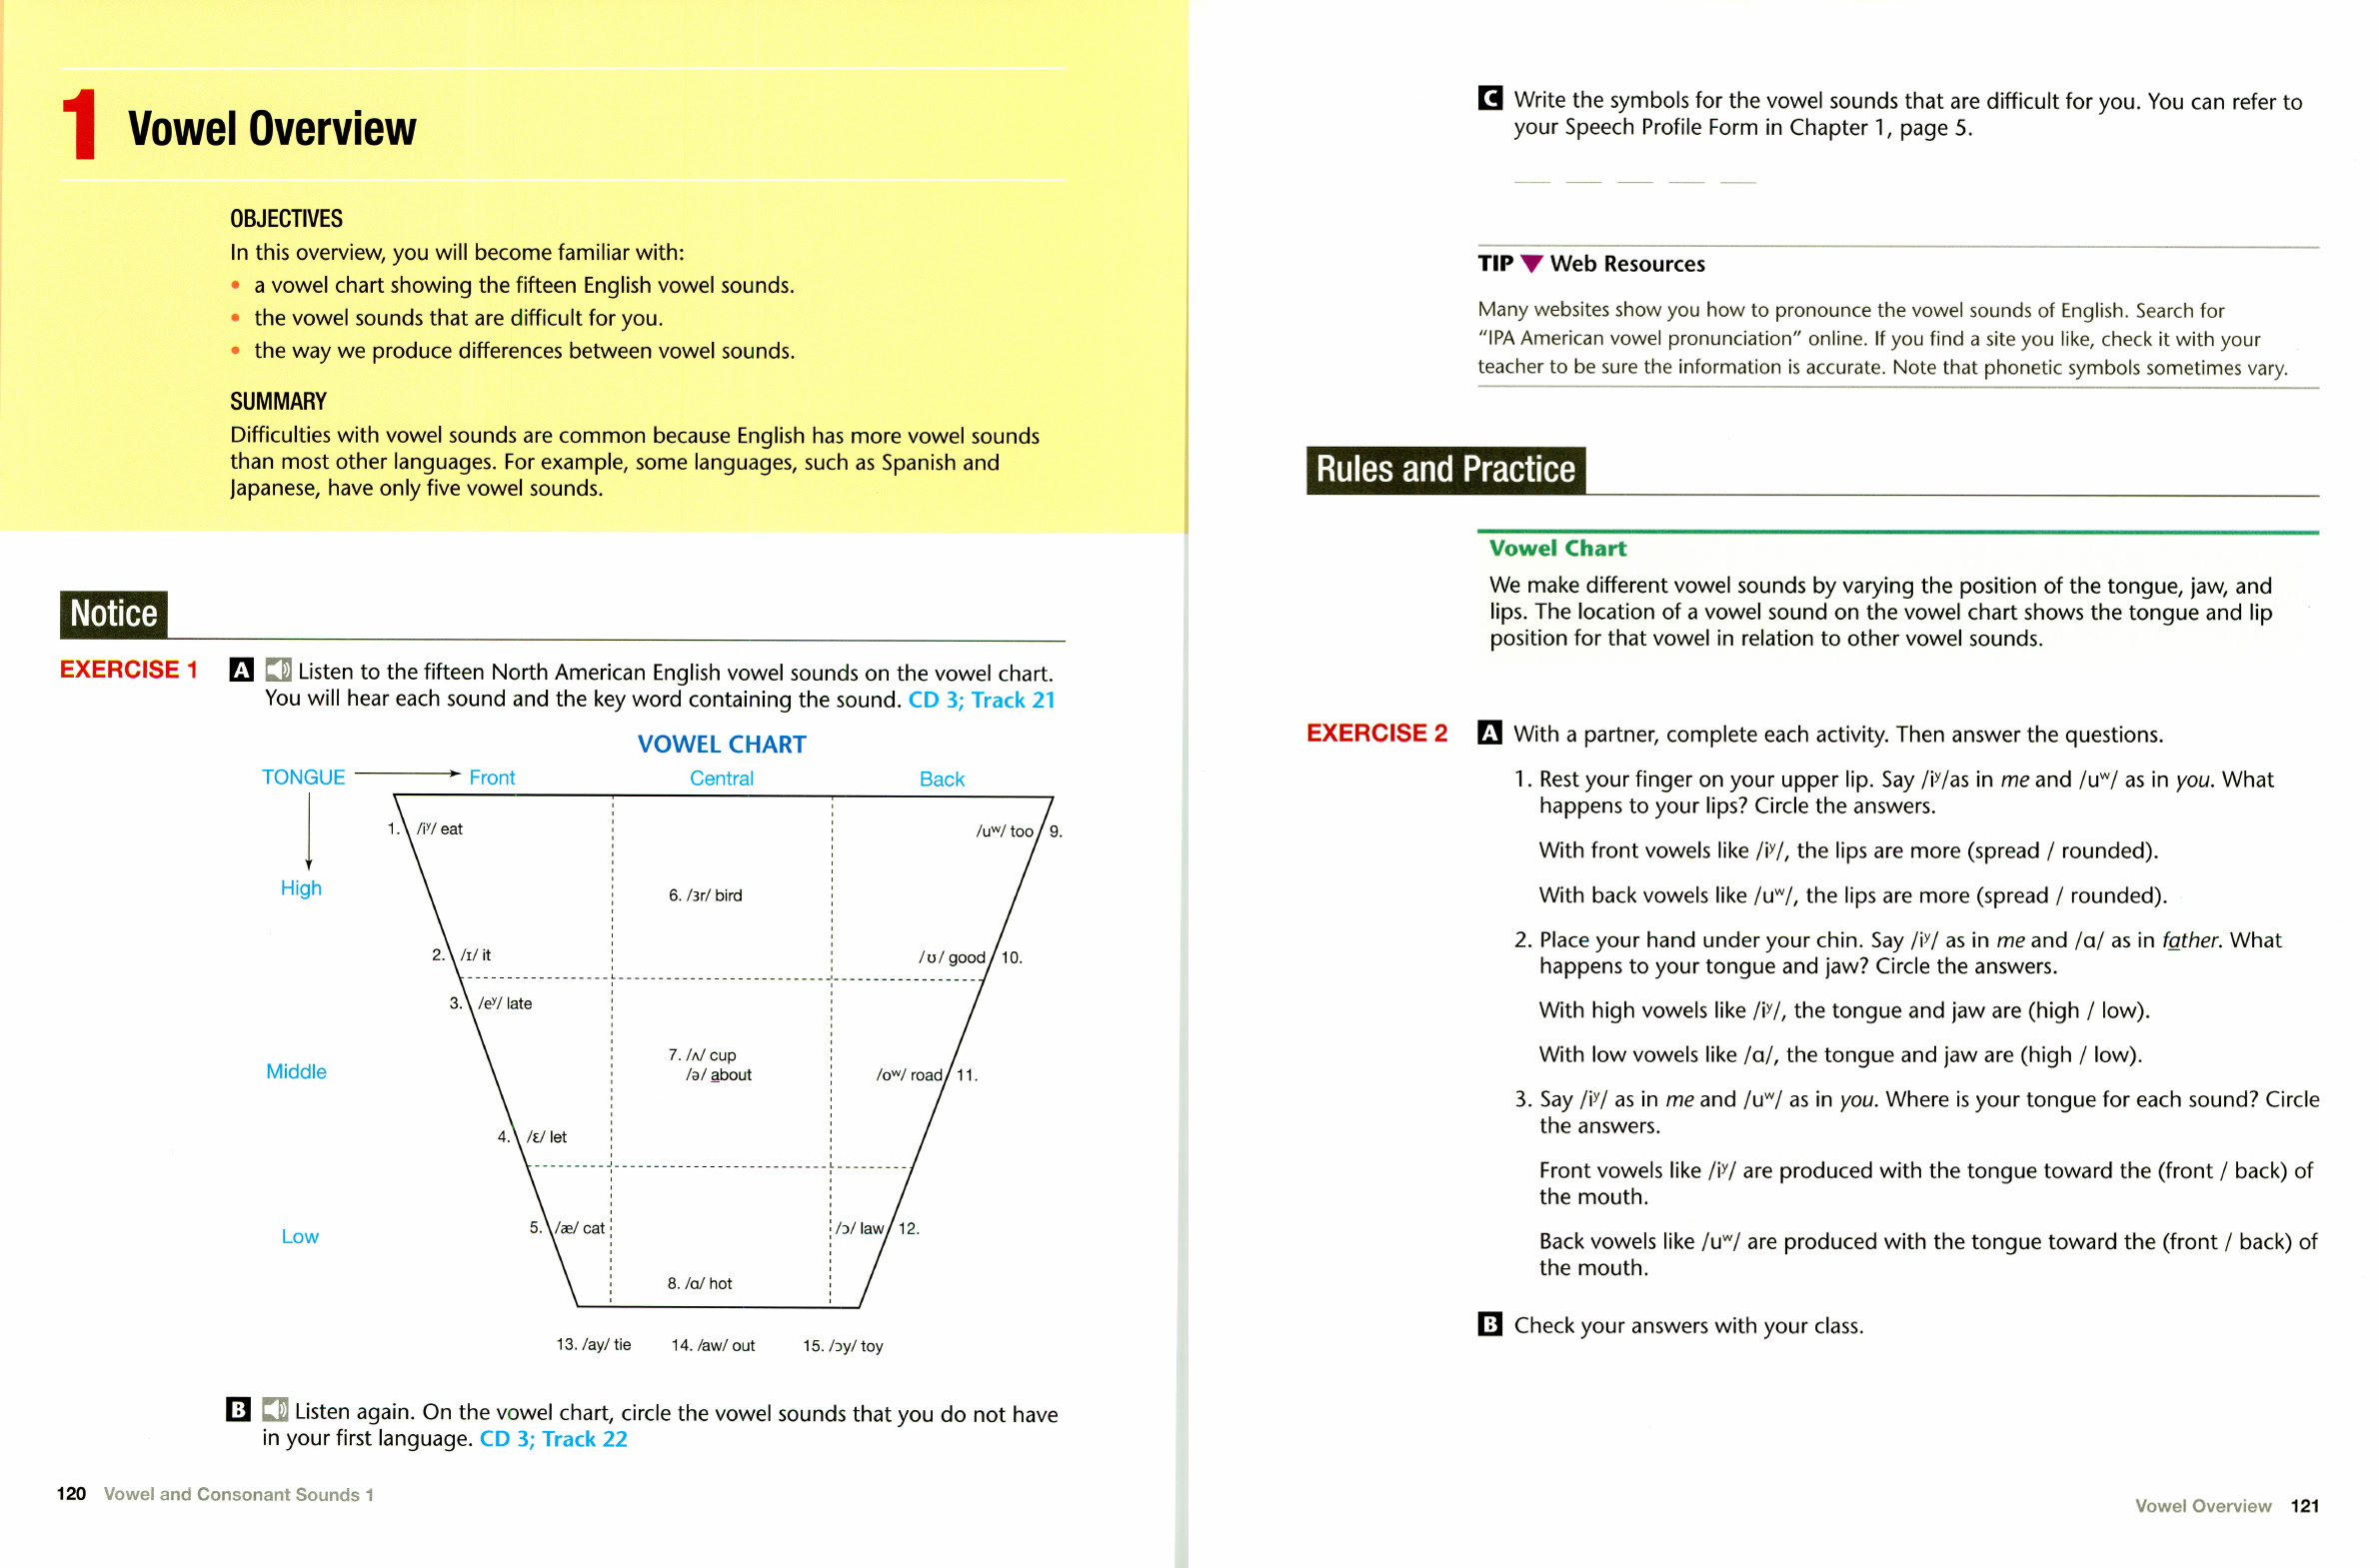 1 Vowel Overview
OBJECTIVES
In this overview, you will become familiar with:
• a vowel chart showing the fifteen English vowel sounds.
• the vowel sounds that are difficult for you.
• the way we produce differences between vowel sounds.
SUMMARY
Difficulties with vowel sounds are common because English has more vowel sounds
than most other languages. For example, some languages, such as Spanish and
Japanese, have only five vowel sounds.
Notice
EXERCISE 1 A Listen to the fifteen North American English vowel sounds on the vowel chart.
You will hear each sound and the key word containing the sound. CD 3; Track 21
VOWEL CHART
TONGUE Front Central Back
1. /iʸ/ eat /uʷ/ too 9.
High
6. /ɜr/ bird
2. /ɪ/ it /ʊ/ good 10.
3. /eʸ/ late
7. /ʌ/ cup
Middle /ə/ about /oʷ/ road 11.
4. /ɛ/ let
Low 5. /æ/ cat /ɔ/ law 12.
8. /ɑ/ hot
13. /ay/ tie 14. /aw/ out 15. /ɔy/ toy
B Listen again. On the vowel chart, circle the vowel sounds that you do not have
in your first language. CD 3; Track 22
120 Vowel and Consonant Sounds 1
C Write the symbols for the vowel sounds that are difficult for you. You can refer to
your Speech Profile Form in Chapter 1, page 5.
TIP Web Resources
Many websites show you how to pronounce the vowel sounds of English. Search for
"IPA American vowel pronunciation" online. If you find a site you like, check it with your
teacher to be sure the information is accurate. Note that phonetic symbols sometimes vary.
Rules and Practice
Vowel Chart
We make different vowel sounds by varying the position of the tongue, jaw, and
lips. The location of a vowel sound on the vowel chart shows the tongue and lip
position for that vowel in relation to other vowel sounds.
EXERCISE 2 A With a partner, complete each activity. Then answer the questions.
1. Rest your finger on your upper lip. Say /iʸ/as in me and /uʷ/ as in you. What
happens to your lips? Circle the answers.
With front vowels like /iʸ/, the lips are more (spread / rounded).
With back vowels like /uʷ/, the lips are more (spread / rounded).
2. Place your hand under your chin. Say /iʸ/ as in me and /ɑ/ as in father. What
happens to your tongue and jaw? Circle the answers.
With high vowels like /iʸ/, the tongue and jaw are (high / low).
With low vowels like /ɑ/, the tongue and jaw are (high / low).
3. Say /iʸ/ as in me and /uʷ/ as in you. Where is your tongue for each sound? Circle
the answers.
Front vowels like /iʸ/ are produced with the tongue toward the (front / back) of
the mouth.
Back vowels like /uʷ/ are produced with the tongue toward the (front / back) of
the mouth.
B Check your answers with your class.
Vowel Overview 121